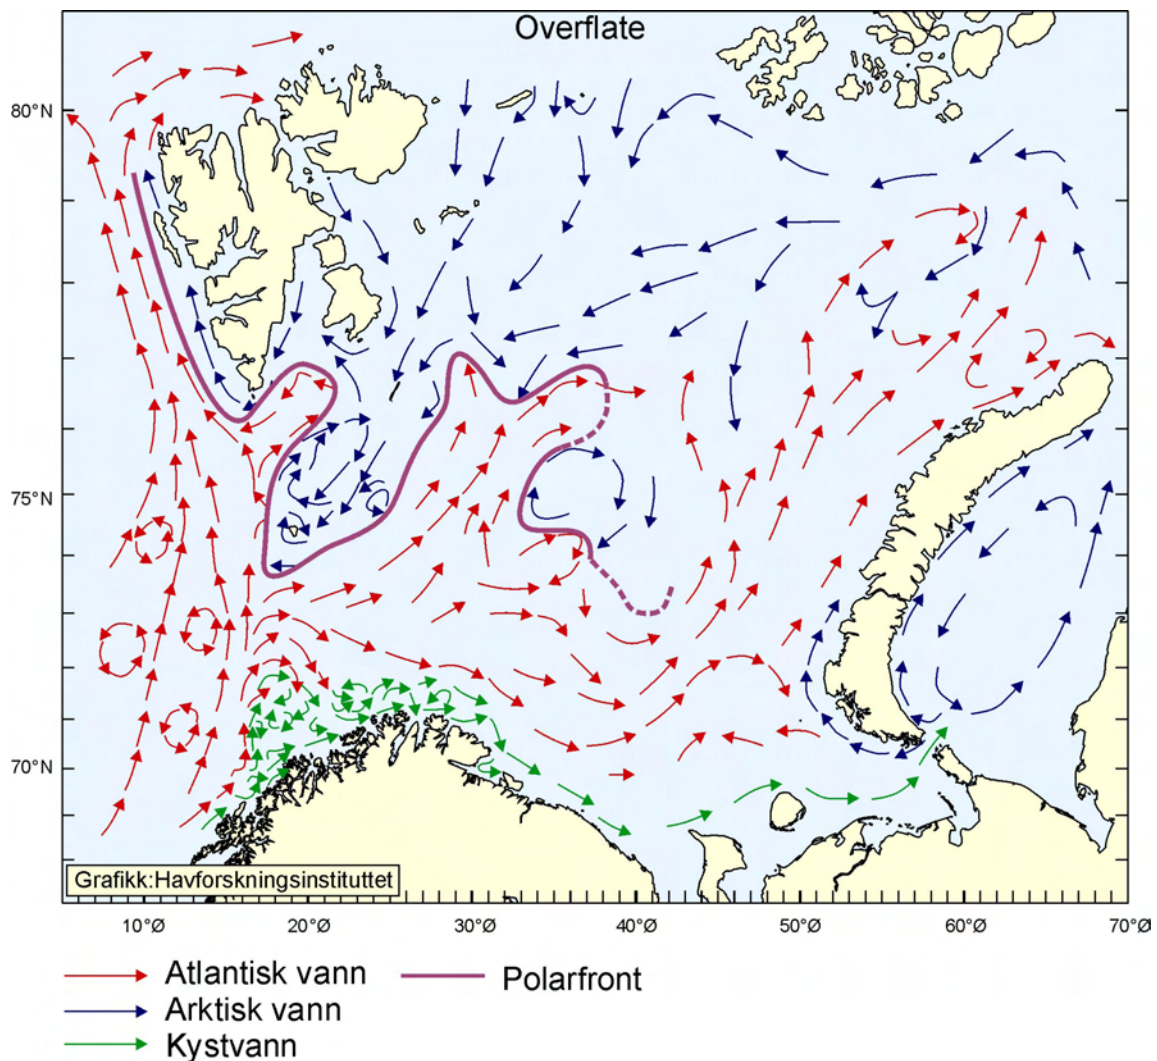 Overflate
80°N
75°N
70°N
Grafikk:Havforskningsinstituttet
10°Ø 20°Ø 30°Ø 40°Ø 50°Ø 60°Ø 70°Ø
Atlantisk vann Polarfront
Arktisk vann
Kystvann